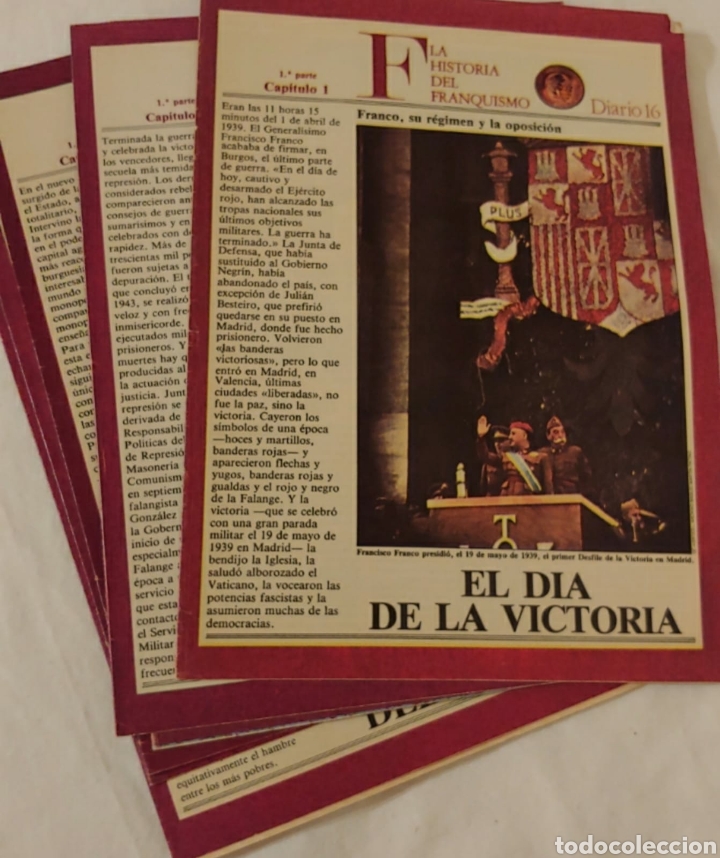 LA
HISTORIA
DEL
FRANQUISMO
Diario 16
1.ª parte
Capítulo 1
Franco, su régimen y la oposición
Eran las 11 horas 15
minutos del 1 de abril de
1939. El Generalísimo
Francisco Franco
acababa de firmar, en
Burgos, el último parte
de guerra. «En el día de
hoy, cautivo y
desarmado el Ejército
rojo, han alcanzado las
tropas nacionales sus
últimos objetivos
militares. La guerra ha
terminado.» La Junta de
Defensa, que había
sustituido al Gobierno
Negrín, había
abandonado el país, con
excepción de Julián
Besteiro, que prefirió
quedarse en su puesto en
Madrid, donde fue hecho
prisionero. Volvieron
«las banderas
victoriosas», pero lo que
entró en Madrid, en
Valencia, últimas
ciudades «liberadas», no
fue la paz, sino la
victoria. Cayeron los
símbolos de una época
—hoces y martillos,
banderas rojas— y
aparecieron flechas y
yugos, banderas rojas y
gualdas y el rojo y negro
de la Falange. Y la
victoria —que se celebró
con una gran parada
militar el 19 de mayo de
1939 en Madrid— la
bendijo la Iglesia, la
saludó alborozado el
Vaticano, la vocearon las
potencias fascistas y la
asumieron muchas de las
democracias.
PLUS
Francisco Franco presidió, el 19 de mayo de 1939, el primer Desfile de la Victoria en Madrid.
EL DIA
DE LA VICTORIA
1.ª parte
Capítulo
Terminada la guerra
y celebrada la victo
los vencedores, lleg
secuela más temida
represión. Los der
considerados rebel
comparecieron ant
consejos de guerra
sumarísimos y en
celebrados con de
rapidez. Más de
trescientas mil pe
fueron sujetas a
depuración. El
que concluyó en
1943, se realizó
veloz y con fre
inmisericorde.
ejecutados mil
prisioneros. Y
muertes hay q
producidas al
la actuación d
justicia. Junt
represión se
derivada de
Responsabil
Políticas del
de Represió
Masonería
Comunism
en septiem
falangista
González
la Gobern
inicio de
especialm
Falange a
época a
servicio
que esta
contacto
el Servi
Militar
respon
frecue
En el nuevo
surgido de la
el Estado, a
totalitario,
Intervino l
la forma q
en el pode
capital ag
más reac
burgues
interesal
mundo
monop
compa
monop
enseña
Para
esta e
echar
sigui
únic
equitativamente el hambre
entre los más pobres.
todocoleccion